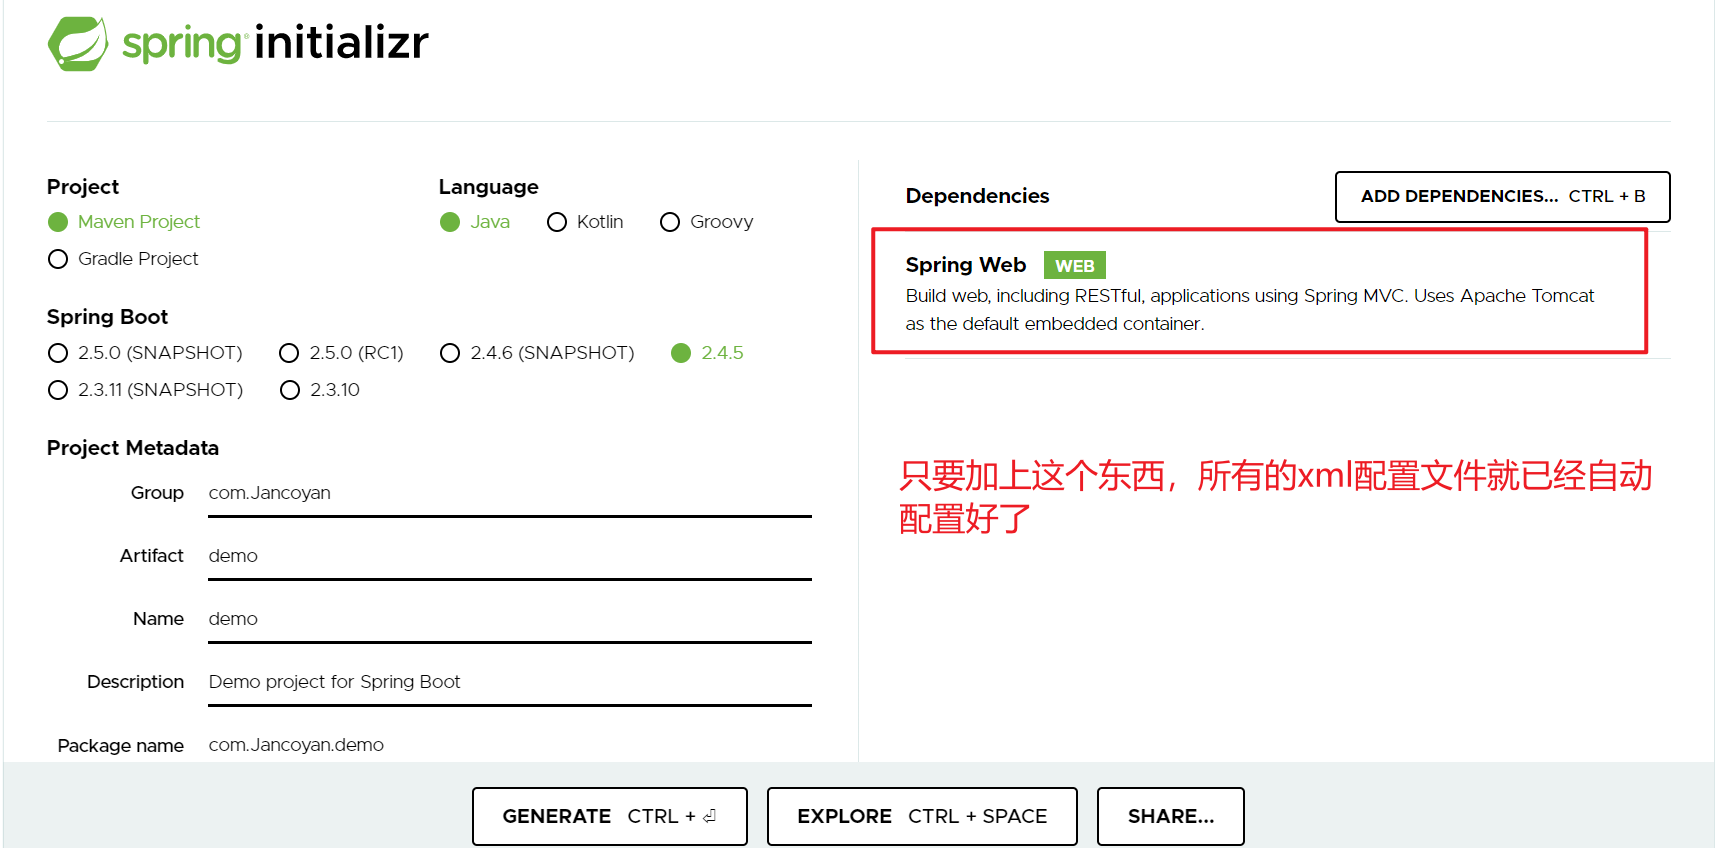 spring initializr
Project
Maven Project
Gradle Project
Language
Java Kotlin Groovy
Spring Boot
2.5.0 (SNAPSHOT) 2.5.0 (RC1) 2.4.6 (SNAPSHOT) 2.4.5
2.3.11 (SNAPSHOT) 2.3.10
Project Metadata
Group com.Jancoyan
Artifact demo
Name demo
Description Demo project for Spring Boot
Package name com.Jancoyan.demo
Dependencies
ADD DEPENDENCIES... CTRL + B
Spring Web WEB
Build web, including RESTful, applications using Spring MVC. Uses Apache Tomcat
as the default embedded container.
只要加上这个东西，所有的xml配置文件就已经自动
配置好了
GENERATE CTRL + ⏎
EXPLORE CTRL + SPACE
SHARE...